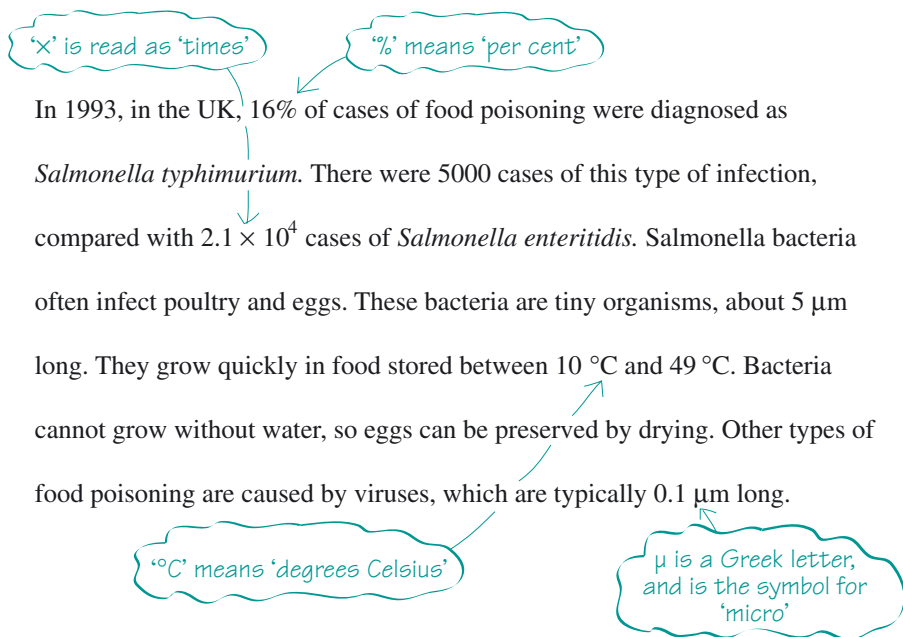 ‘×’ is read as ‘times’
‘%’ means ‘per cent’
In 1993, in the UK, 16% of cases of food poisoning were diagnosed as
Salmonella typhimurium. There were 5000 cases of this type of infection,
compared with 2.1 × 10⁴ cases of Salmonella enteritidis. Salmonella bacteria
often infect poultry and eggs. These bacteria are tiny organisms, about 5 μm
long. They grow quickly in food stored between 10 °C and 49 °C. Bacteria
cannot grow without water, so eggs can be preserved by drying. Other types of
food poisoning are caused by viruses, which are typically 0.1 μm long.
‘°C’ means ‘degrees Celsius’
μ is a Greek letter,
and is the symbol for
‘micro’